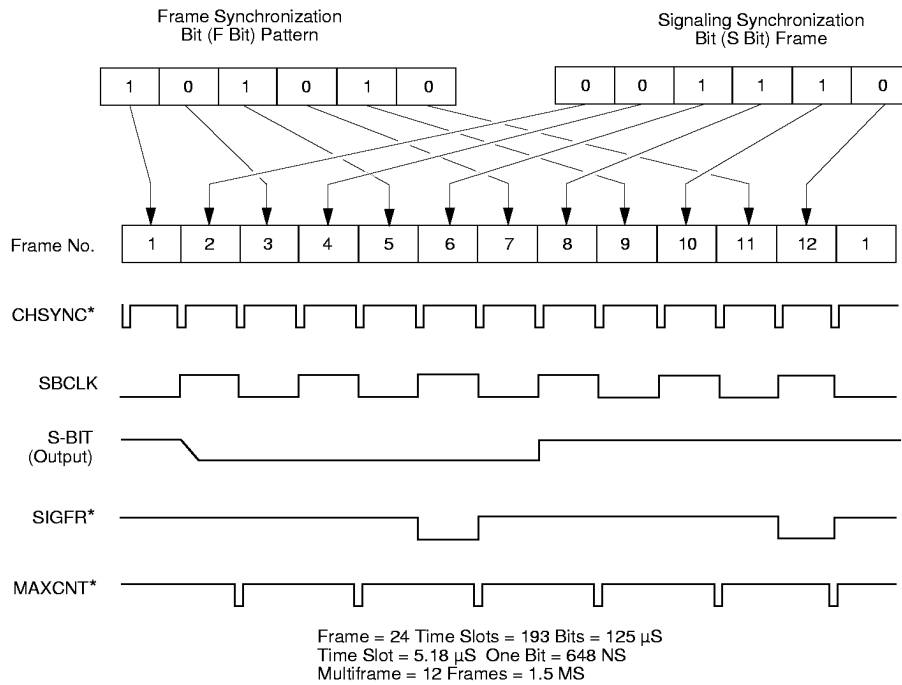 Frame Synchronization
Bit (F Bit) Pattern
Signaling Synchronization
Bit (S Bit) Frame
1 0 1 0 1 0
0 0 1 1 1 0
Frame No. 1 2 3 4 5 6 7 8 9 10 11 12 1
CHSYNC*
SBCLK
S-BIT
(Output)
SIGFR*
MAXCNT*
Frame = 24 Time Slots = 193 Bits = 125 µS
Time Slot = 5.18 µS One Bit = 648 NS
Multiframe = 12 Frames = 1.5 MS